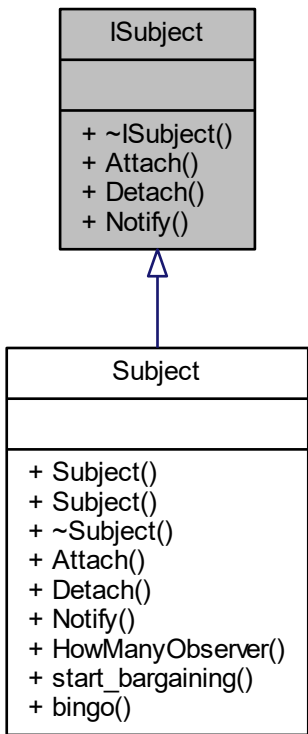 ISubject
+ ~ISubject()
+ Attach()
+ Detach()
+ Notify()
Subject
+ Subject()
+ Subject()
+ ~Subject()
+ Attach()
+ Detach()
+ Notify()
+ HowManyObserver()
+ start_bargaining()
+ bingo()